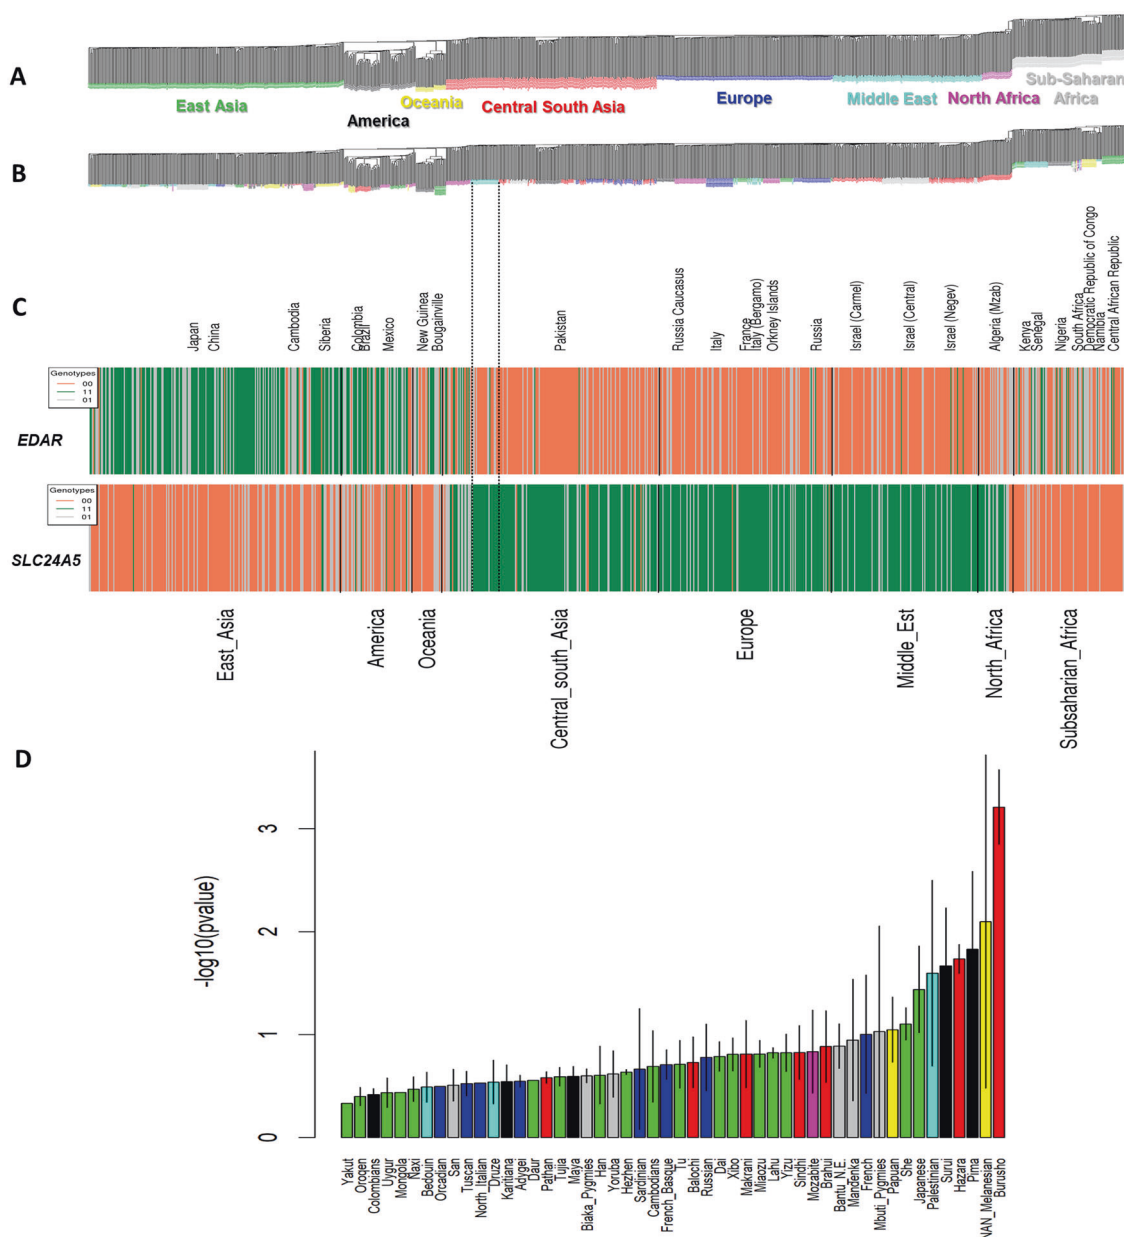 A
East Asia
America
Oceania
Central South Asia
Europe
Middle East
North Africa
Sub-Saharan
Africa
B
C
Japan
China
Cambodia
Siberia
Colombia
Brazil
Mexico
New Guinea
Bougainville
Pakistan
Russia Caucasus
Italy
France
Italy (Bergamo)
Orkney Islands
Russia
Israel (Carmel)
Israel (Central)
Israel (Negev)
Algeria (Mzab)
Kenya
Senegal
Nigeria
South Africa
Democratic Republic of Congo
Namibia
Central African Republic
Genotypes
00
11
01
EDAR
Genotypes
00
11
01
SLC24A5
East_Asia
America
Oceania
Central_south_Asia
Europe
Middle_Est
North_Africa
Subsaharian_Africa
D
-log10(pvalue)
3
2
1
0
Yakut
Oroqen
Colombians
Uygur
Mongola
Naxi
Bedouin
Orcadian
San
Tuscan
North_Italian
Druze
Karitiana
Adygei
Daur
Pathan
Tujia
Maya
Biaka_Pygmies
Han
Yoruba
Hezhen
Sardinian
Cambodians
French_Basque
Tu
Balochi
Russian
Dai
Xibo
Makrani
Miaozu
Lahu
Yizu
Sindhi
Mozabite
Brahui
Bantu_N.E.
Mandenka
French
Mbuti_Pygmies
Papuan
She
Japanese
Palestinian
Surui
Hazara
Pima
NAN_Melanesian
Burusho